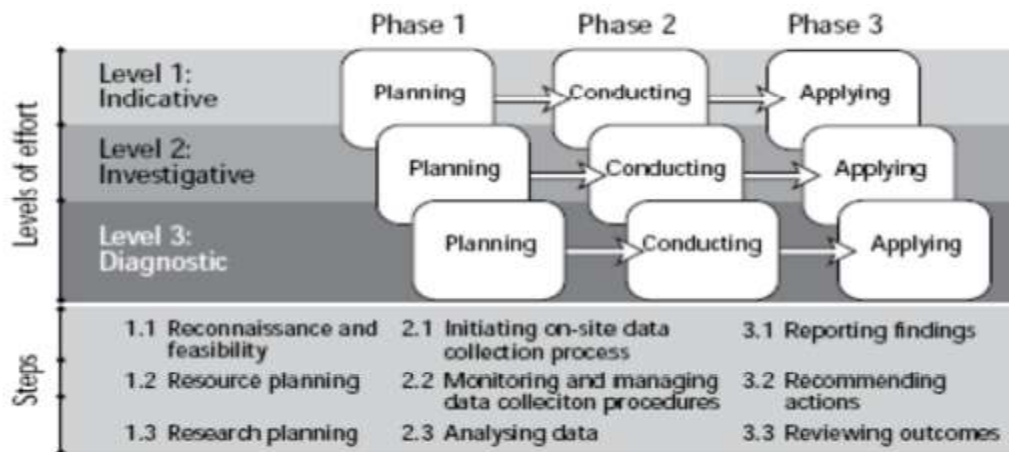 Phase 1 Phase 2 Phase 3
Levels of effort
Level 1:
Indicative
Planning Conducting Applying
Level 2:
Investigative
Planning Conducting Applying
Level 3:
Diagnostic
Planning Conducting Applying
Steps
1.1 Reconnaissance and
feasibility
1.2 Resource planning
1.3 Research planning
2.1 Initiating on-site data
collection process
2.2 Monitoring and managing
data colleciton procedures
2.3 Analysing data
3.1 Reporting findings
3.2 Recommending
actions
3.3 Reviewing outcomes